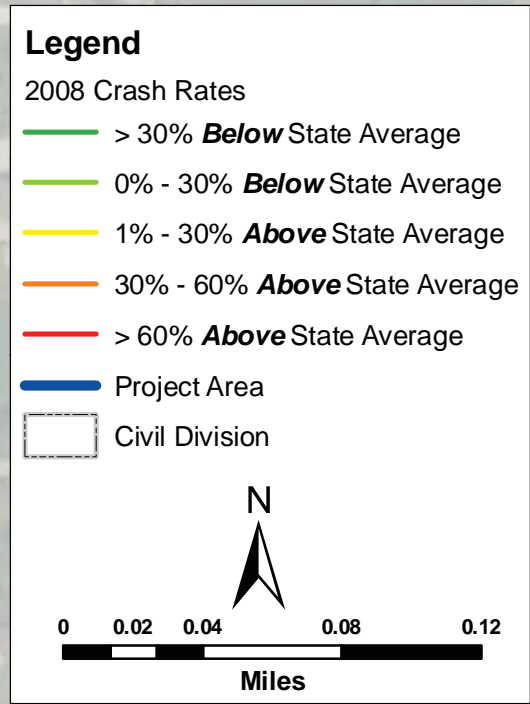 Legend
2008 Crash Rates
> 30% Below State Average
0% - 30% Below State Average
1% - 30% Above State Average
30% - 60% Above State Average
> 60% Above State Average
Project Area
Civil Division
N
0 0.02 0.04 0.08 0.12
Miles